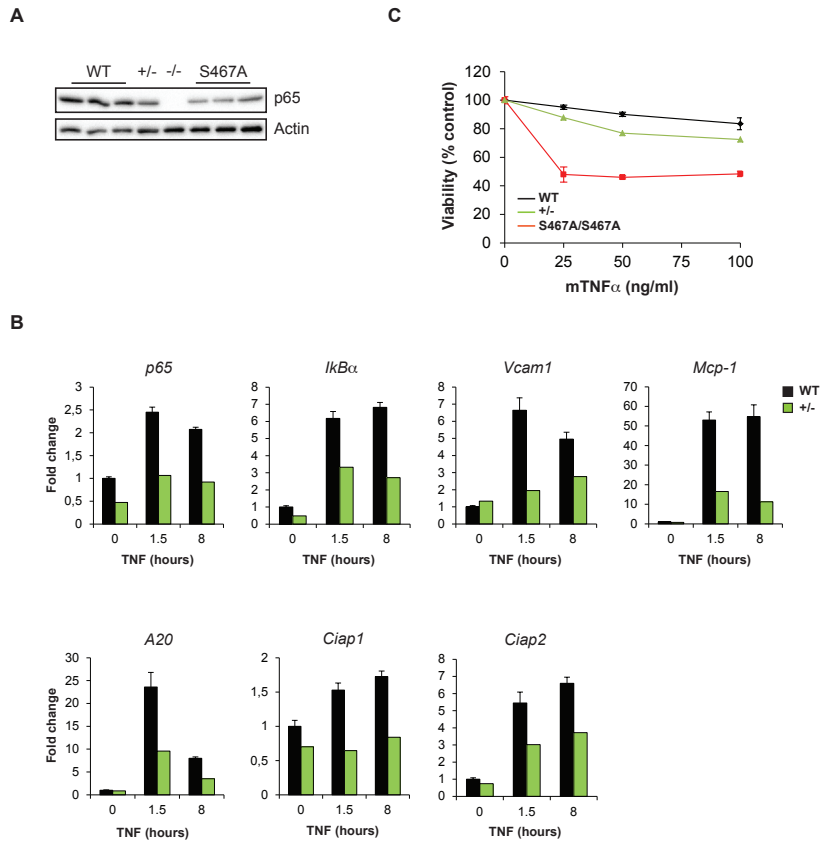 A
WT +/- -/- S467A
p65
Actin
C
120
100
80
60
40
20
0
Viability (% control)
WT
+/-
S467A/S467A
0 25 50 75 100
mTNFα (ng/ml)
B
p65
3
2,5
2
1,5
1
0,5
0
Fold change
0 1.5 8
TNF (hours)
IkBα
8
7
6
5
4
3
2
1
0
0 1.5 8
TNF (hours)
Vcam1
8
7
6
5
4
3
2
1
0
0 1.5 8
TNF (hours)
Mcp-1
70
60
50
40
30
20
10
0
0 1.5 8
TNF (hours)
WT
+/-
A20
30
25
20
15
10
5
0
Fold change
0 1.5 8
TNF (hours)
Ciap1
2
1,5
1
0,5
0
0 1.5 8
TNF (hours)
Ciap2
8
7
6
5
4
3
2
1
0
0 1.5 8
TNF (hours)